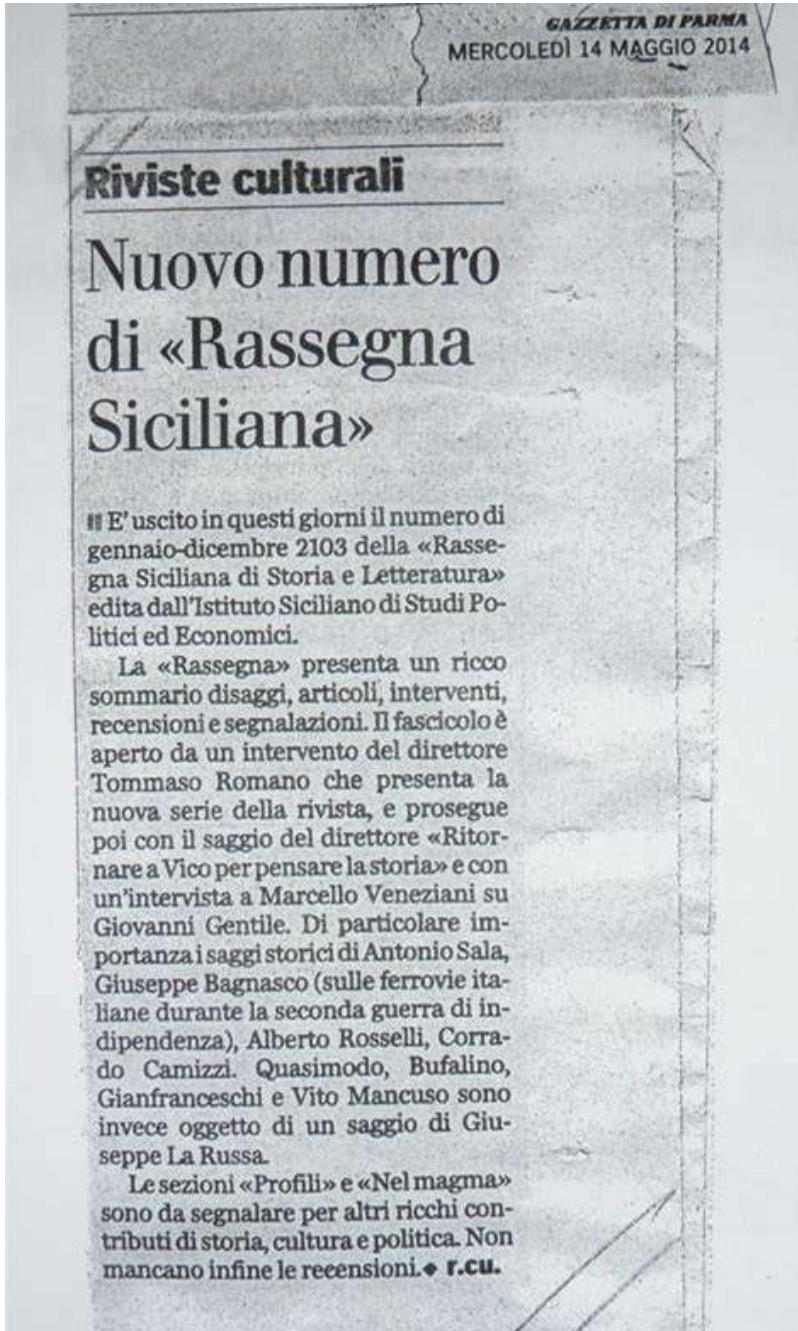 GAZZETTA DI PARMA
MERCOLEDÌ 14 MAGGIO 2014
Riviste culturali
Nuovo numero
di «Rassegna
Siciliana»
E' uscito in questi giorni il numero di
gennaio-dicembre 2103 della «Rasse-
gna Siciliana di Storia e Letteratura»
edita dall'Istituto Siciliano di Studi Po-
litici ed Economici.
La «Rassegna» presenta un ricco
sommario disaggi, articoli, interventi,
recensioni e segnalazioni. Il fascicolo è
aperto da un intervento del direttore
Tommaso Romano che presenta la
nuova serie della rivista, e prosegue
poi con il saggio del direttore «Ritor-
nare a Vico per pensare la storia» e con
un'intervista a Marcello Veneziani su
Giovanni Gentile. Di particolare im-
portanza i saggi storici di Antonio Sala,
Giuseppe Bagnasco (sulle ferrovie ita-
liane durante la seconda guerra di in-
dipendenza), Alberto Rosselli, Corra-
do Camizzi. Quasimodo, Bufalino,
Gianfranceschi e Vito Mancuso sono
invece oggetto di un saggio di Giu-
seppe La Russa.
Le sezioni «Profili» e «Nel magma»
sono da segnalare per altri ricchi con-
tributi di storia, cultura e politica. Non
mancano infine le recensioni.◆ r.cu.